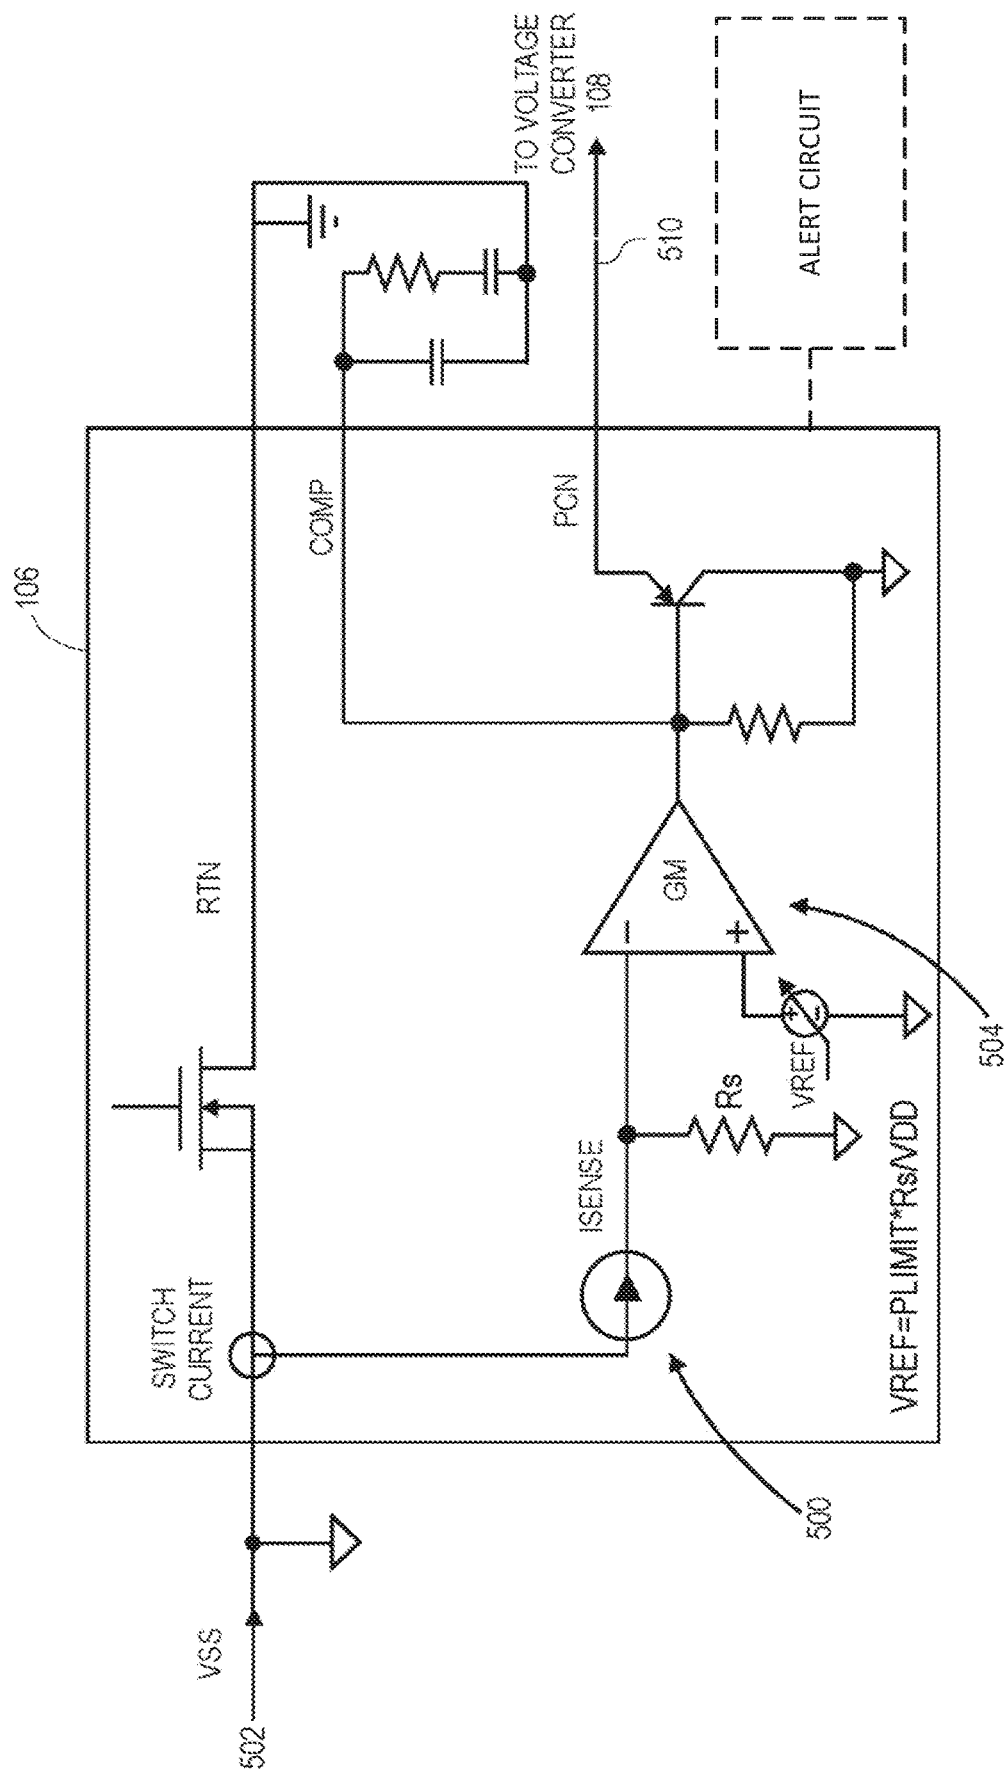 106
502
VSS
SWITCH
CURRENT
RTN
COMP
TO VOLTAGE
CONVERTER
108
PCN
510
ISENSE
500
Rs
GM
-
+
VREF
+
-
504
VREF=PLIMIT*Rs/VDD
ALERT CIRCUIT